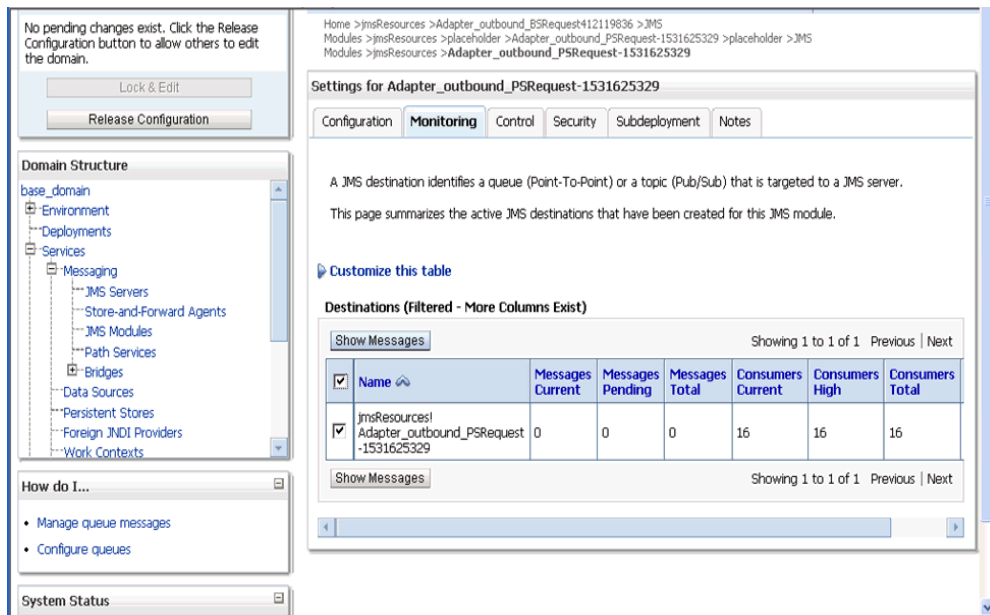 No pending changes exist. Click the Release
Configuration button to allow others to edit
the domain.
Lock & Edit
Release Configuration
Domain Structure
base_domain
Environment
Deployments
Services
Messaging
JMS Servers
Store-and-Forward Agents
JMS Modules
Path Services
Bridges
Data Sources
Persistent Stores
Foreign JNDI Providers
Work Contexts
How do I...
Manage queue messages
Configure queues
System Status
Home >jmsResources >Adapter_outbound_BSRequest412119836 >JMS
Modules >jmsResources >placeholder >Adapter_outbound_PSRequest-1531625329 >placeholder >JMS
Modules >jmsResources >Adapter_outbound_PSRequest-1531625329
Settings for Adapter_outbound_PSRequest-1531625329
Configuration Monitoring Control Security Subdeployment Notes
A JMS destination identifies a queue (Point-To-Point) or a topic (Pub/Sub) that is targeted to a JMS server.
This page summarizes the active JMS destinations that have been created for this JMS module.
Customize this table
Destinations (Filtered - More Columns Exist)
Show Messages Showing 1 to 1 of 1 Previous | Next
Name Messages Current Messages Pending Messages Total Consumers Current Consumers High Consumers Total
jmsResources!
Adapter_outbound_PSRequest 0 0 0 16 16 16
-1531625329
Show Messages Showing 1 to 1 of 1 Previous | Next